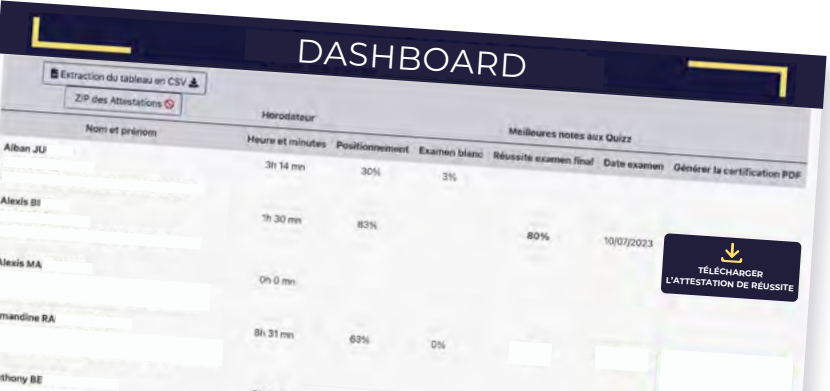 DASHBOARD
Extraction du tableau en CSV
ZIP des Attestations
Horodateur
Meilleures notes aux Quizz
Nom et prénom Heure et minutes Positionnement Examen blanc Réussite examen final Date examen Générer la certification PDF
Alban JU 3h 14 mn 30% 3%
Alexis BI 1h 30 mn 83% 80% 10/07/2023
TÉLÉCHARGER
L'ATTESTATION DE RÉUSSITE
Alexis MA 0h 0 mn
mandine RA 8h 31 mn 63% 0%
thony BE